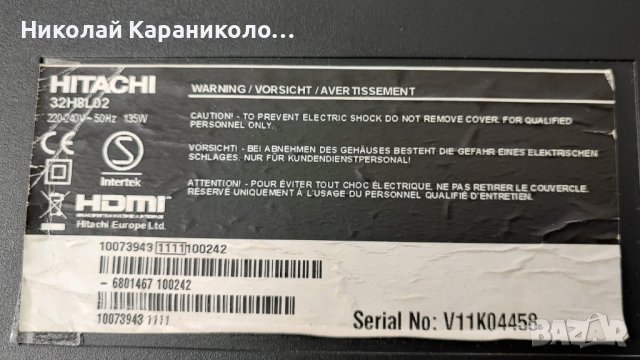 Николай Караниколо…
HITACHI
32H8L02
220-240V~50Hz 135W
Intertek
HDMI
Hitachi Europe Ltd.
WARNING / VORSICHT / AVERTISSEMENT
CAUTION! - TO PREVENT ELECTRIC SHOCK DO NOT REMOVE COVER. FOR QUALIFIED
PERSONNEL ONLY.
VORSICHT! - BEI ABNEHMEN DES GEHÄUSES BESTEHT DIE GEFAHR EINES ELEKTRISCHEN
SCHLAGES. NUR FÜR KUNDENDIENSTPERSONAL!
ATTENTION! - POUR ÉVITER TOUT CHOC ÉLECTRIQUE. NE PAS RETIRER LE COUVERCLE.
RÉSERVÉ UNIQUEMENT À L'USAGE DU PERSONNEL QUALIFIÉ D'ENTRETIEN.
10073943 1111 100242
- 6801467 100242
10073943 1111
Serial No: V11K04458
bazar